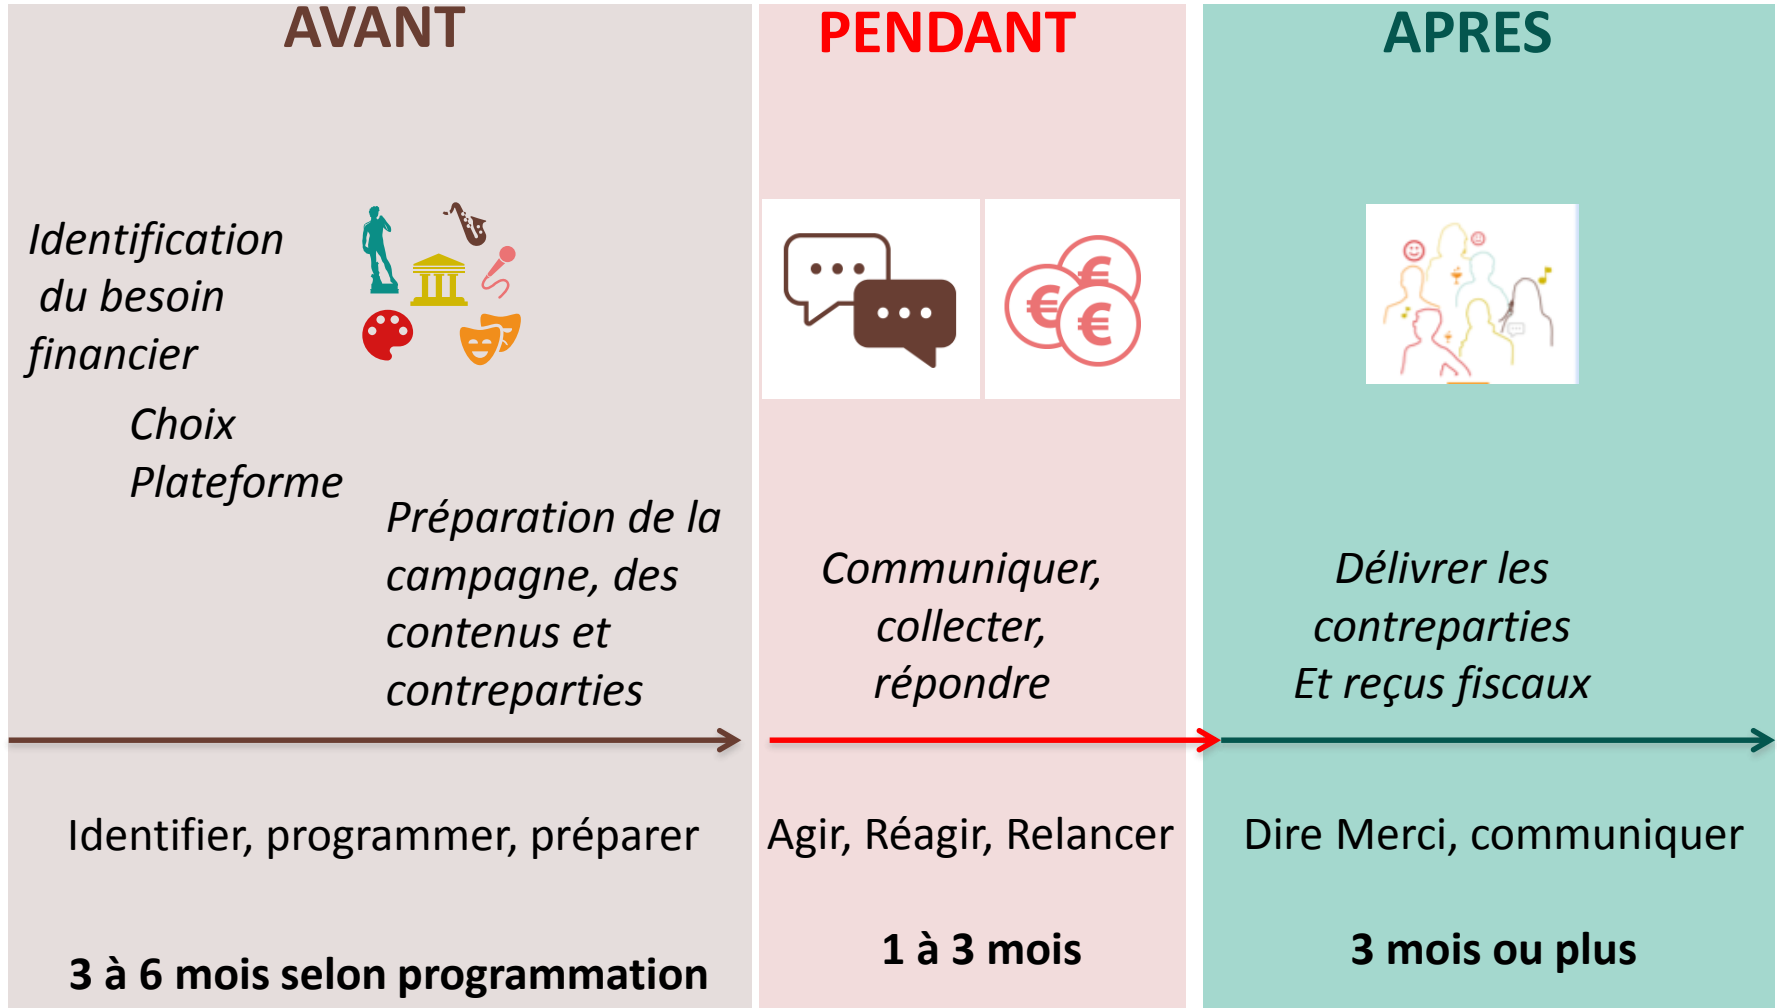 AVANT
Identification
du besoin
financier
Choix
Plateforme
Préparation de la
campagne, des
contenus et
contreparties
Identifier, programmer, préparer
3 à 6 mois selon programmation
PENDANT
€
€
€
Communiquer,
collecter,
répondre
Agir, Réagir, Relancer
1 à 3 mois
APRES
Délivrer les
contreparties
Et reçus fiscaux
Dire Merci, communiquer
3 mois ou plus